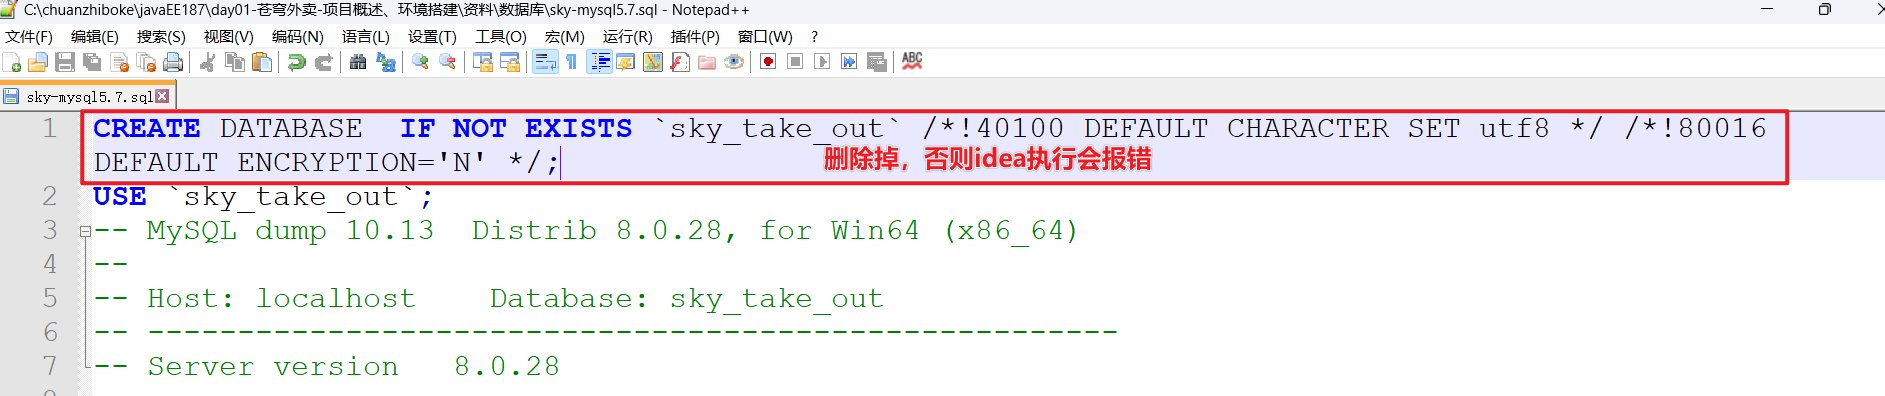 C:\chuanzhiboke\javaEE187\day01-苍穹外卖-项目概述、环境搭建\资料\数据库\sky-mysql5.7.sql - Notepad++
文件(F) 编辑(E) 搜索(S) 视图(V) 编码(N) 语言(L) 设置(T) 工具(O) 宏(M) 运行(R) 插件(P) 窗口(W) ?
ABC
sky-mysql5.7.sql
1 CREATE DATABASE  IF NOT EXISTS `sky_take_out` /*!40100 DEFAULT CHARACTER SET utf8 */ /*!80016
DEFAULT ENCRYPTION='N' */;
删除掉，否则idea执行会报错
2 USE `sky_take_out`;
3 -- MySQL dump 10.13  Distrib 8.0.28, for Win64 (x86_64)
4 --
5 -- Host: localhost    Database: sky_take_out
6 -- ------------------------------------------------------
7 -- Server version   8.0.28